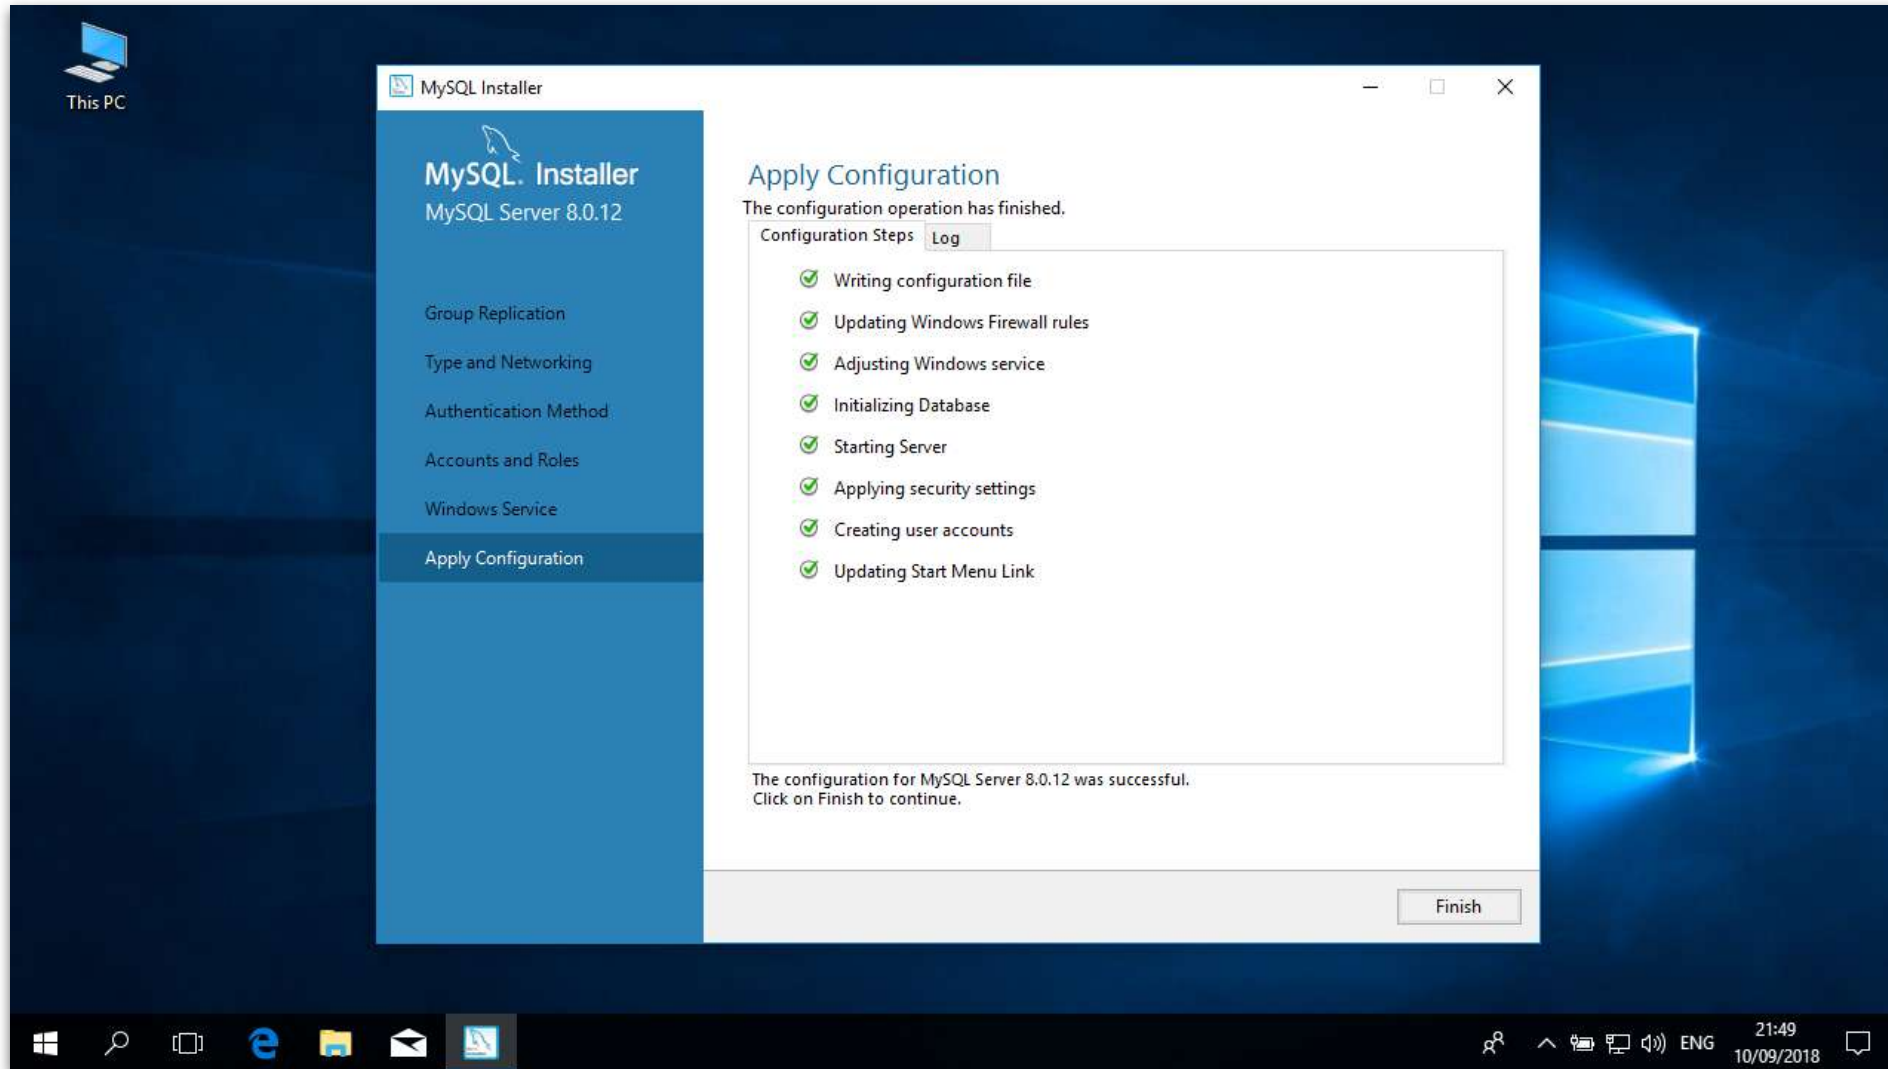 This PC
MySQL Installer
MySQL. Installer
MySQL Server 8.0.12
Group Replication
Type and Networking
Authentication Method
Accounts and Roles
Windows Service
Apply Configuration
Apply Configuration
The configuration operation has finished.
Configuration Steps Log
Writing configuration file
Updating Windows Firewall rules
Adjusting Windows service
Initializing Database
Starting Server
Applying security settings
Creating user accounts
Updating Start Menu Link
The configuration for MySQL Server 8.0.12 was successful.
Click on Finish to continue.
Finish
ENG
21:49
10/09/2018